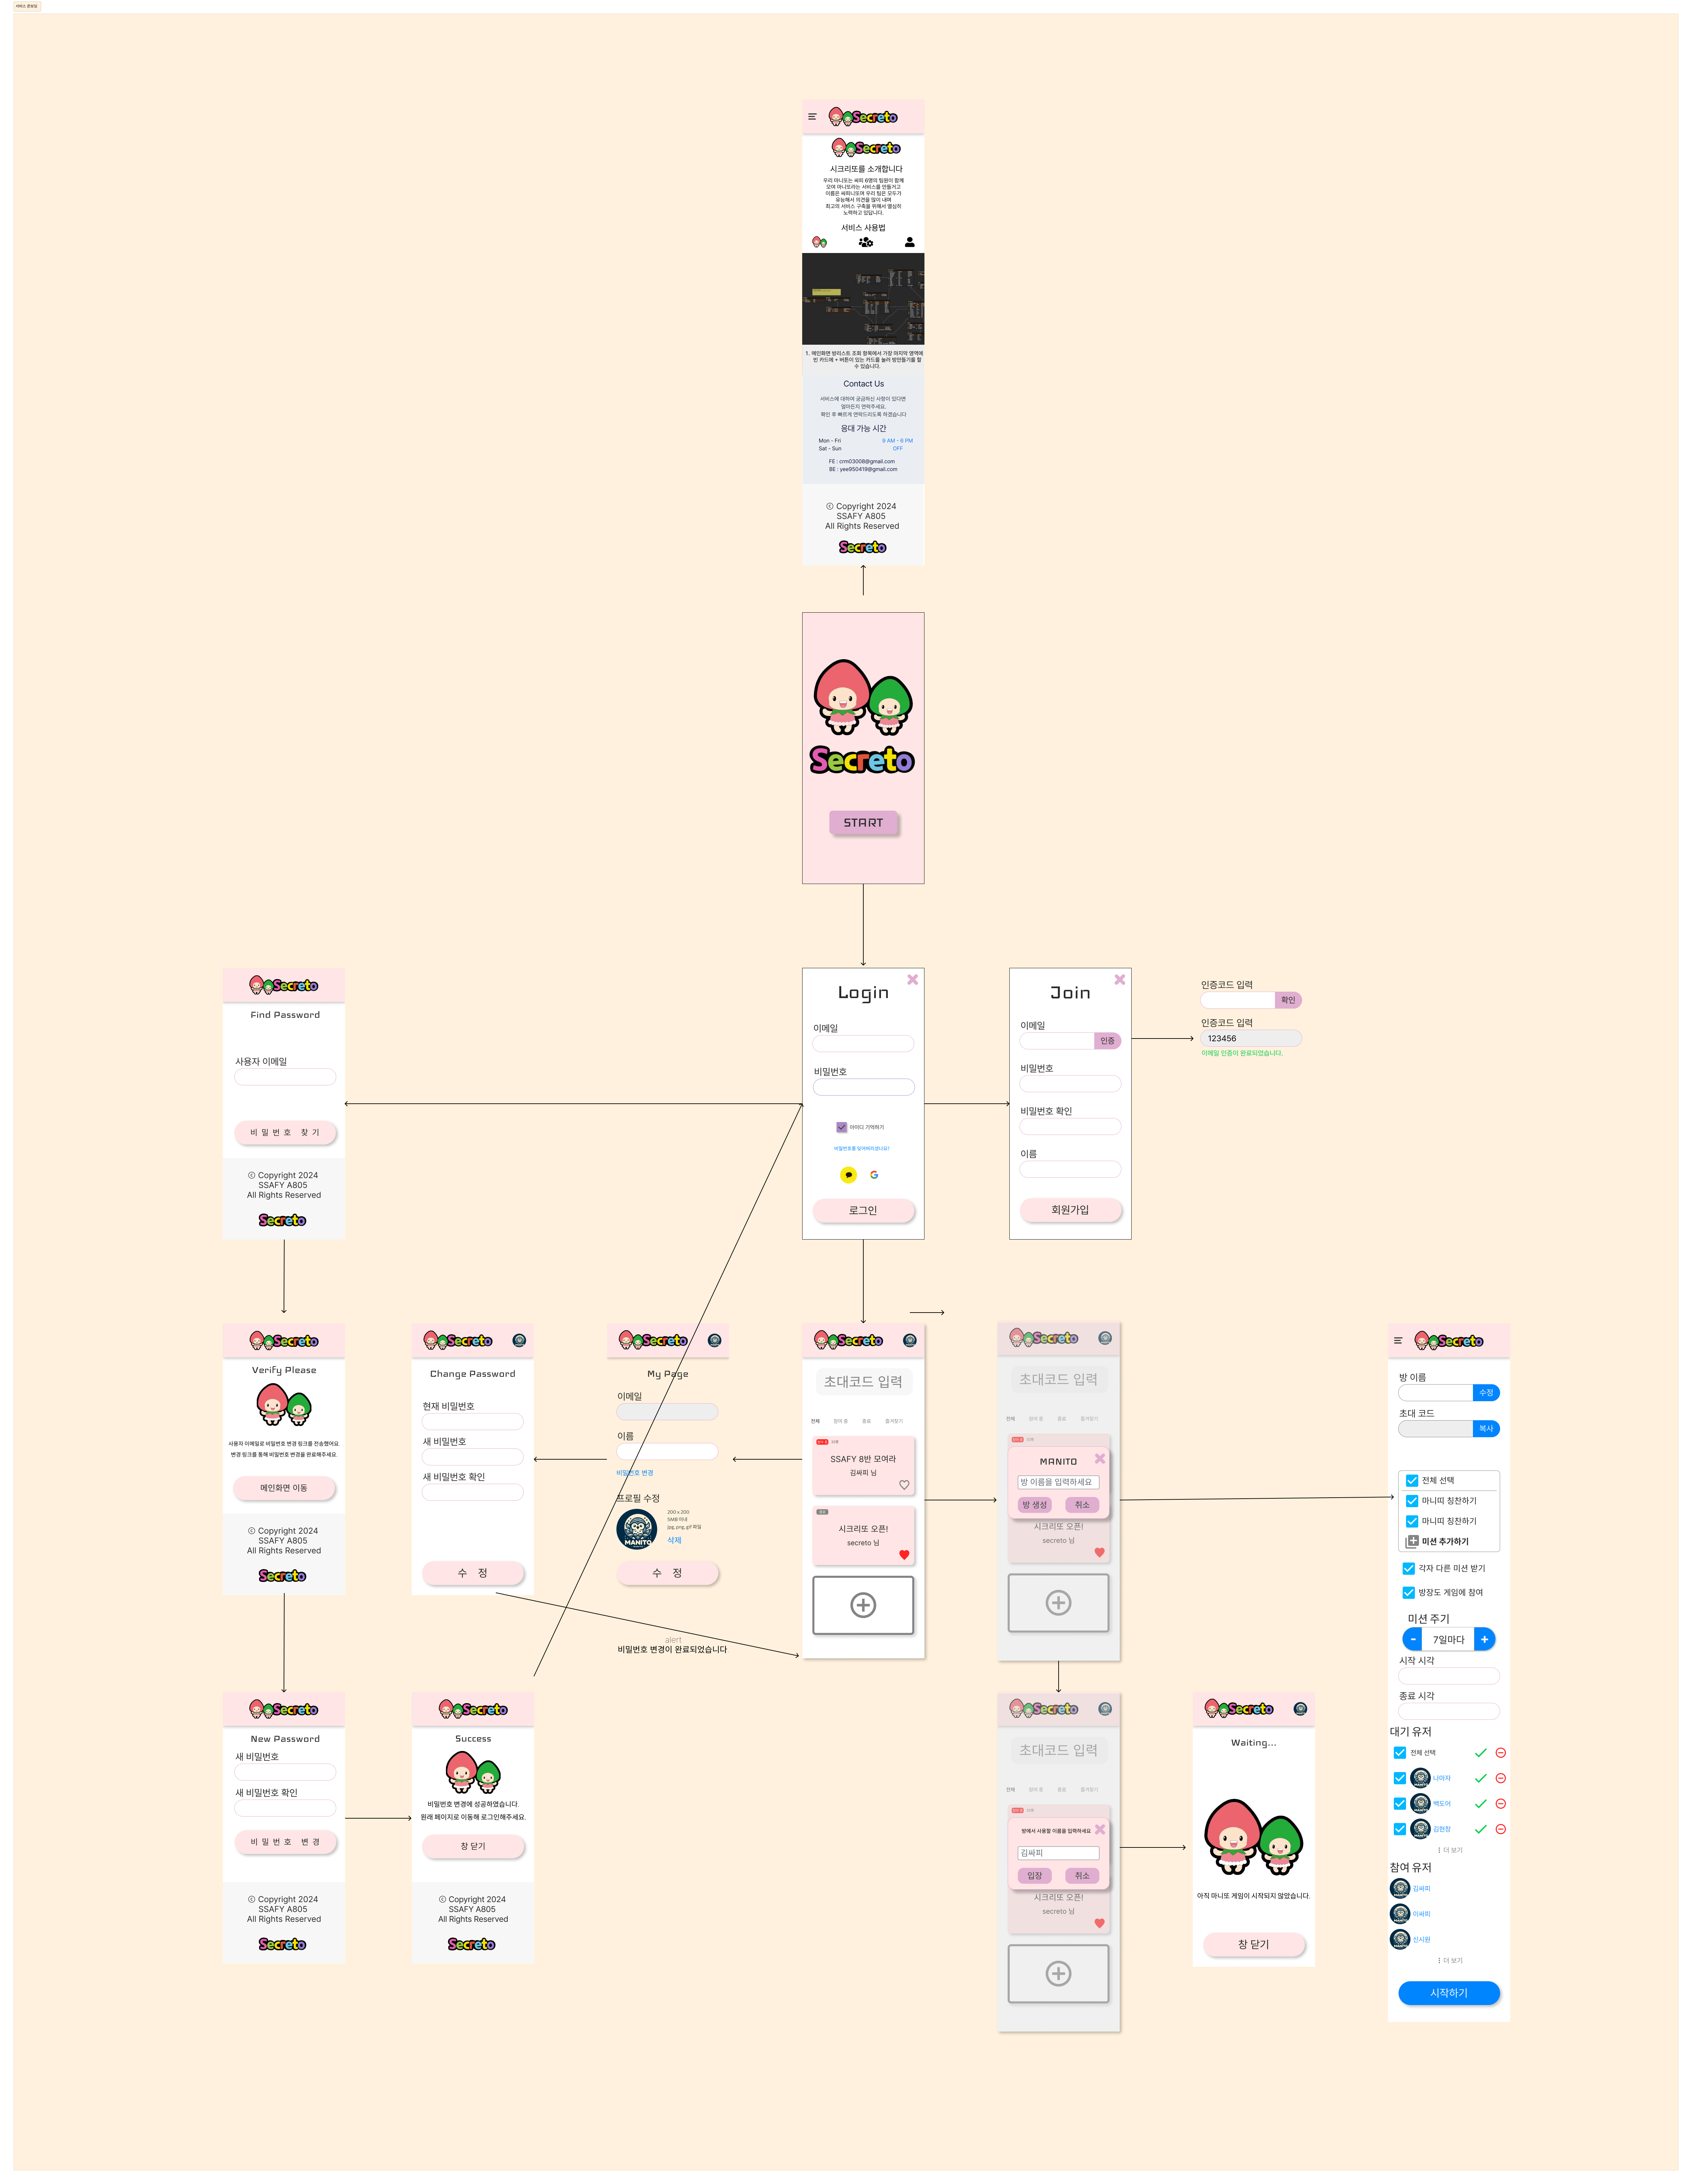 서비스 온보딩
Secreto
Secreto
시크리또를 소개합니다
우리 마니또는 싸피 6명의 팀원이 함께
모여 마니또라는 서비스를 만들거고
이름은 싸피니또며 우리 팀은 모두가
유능해서 의견을 많이 내며
최고의 서비스 구축을 위해서 열심히
노력하고 있답니다.
서비스 사용법
1. 메인화면 방리스트 조회 항목에서 가장 마지막 영역에
빈 카드에 + 버튼이 있는 카드를 눌러 방만들기를 할
수 있습니다.
Contact Us
서비스에 대하여 궁금하신 사항이 있다면
얼마든지 연락주세요.
확인 후 빠르게 연락드리도록 하겠습니다
응대 가능 시간
Mon - Fri 9 AM - 6 PM
Sat - Sun OFF
FE : crm03008@gmail.com
BE : yee950419@gmail.com
© Copyright 2024
SSAFY A805
All Rights Reserved
Secreto
Secreto
START
Secreto
Find Password
사용자 이메일
비밀번호 찾기
© Copyright 2024
SSAFY A805
All Rights Reserved
Secreto
Login
이메일
비밀번호
아이디 기억하기
비밀번호를 잊어버리셨나요?
로그인
Join
이메일
인증
비밀번호
비밀번호 확인
이름
회원가입
인증코드 입력
확인
인증코드 입력
123456
이메일 인증이 완료되었습니다.
Secreto
Verify Please
사용자 이메일로 비밀번호 변경 링크를 전송했어요.
변경 링크를 통해 비밀번호 변경을 완료해주세요.
메인화면 이동
© Copyright 2024
SSAFY A805
All Rights Reserved
Secreto
Secreto
Change Password
현재 비밀번호
새 비밀번호
새 비밀번호 확인
수 정
Secreto
My Page
이메일
이름
비밀번호 변경
프로필 수정
MANITO
200 x 200
5MB 이내
jpg, png, gif 파일
삭제
수 정
alert
비밀번호 변경이 완료되었습니다
Secreto
초대코드 입력
전체 참여 중 종료 즐겨찾기
SSAFY 8반 모여라
김싸피 님
시크리또 오픈!
secreto 님
Secreto
초대코드 입력
전체 참여 중 종료 즐겨찾기
MANITO
방 이름을 입력하세요
방 생성 취소
시크리또 오픈!
secreto 님
Secreto
방 이름
수정
초대 코드
복사
전체 선택
마니띠 칭찬하기
마니띠 칭찬하기
미션 추가하기
각자 다른 미션 받기
방장도 게임에 참여
미션 주기
- 7일마다 +
시작 시각
종료 시각
대기 유저
전체 선택
나미자
백도어
김현창
더 보기
참여 유저
김싸피
이싸피
신시원
더 보기
시작하기
Secreto
New Password
새 비밀번호
새 비밀번호 확인
비밀번호 변경
© Copyright 2024
SSAFY A805
All Rights Reserved
Secreto
Secreto
Success
비밀번호 변경에 성공하였습니다.
원래 페이지로 이동해 로그인해주세요.
창 닫기
© Copyright 2024
SSAFY A805
All Rights Reserved
Secreto
Secreto
초대코드 입력
전체 참여 중 종료 즐겨찾기
방에서 사용할 이름을 입력하세요
김싸피
입장 취소
시크리또 오픈!
secreto 님
Secreto
Waiting...
아직 마니또 게임이 시작되지 않았습니다.
창 닫기